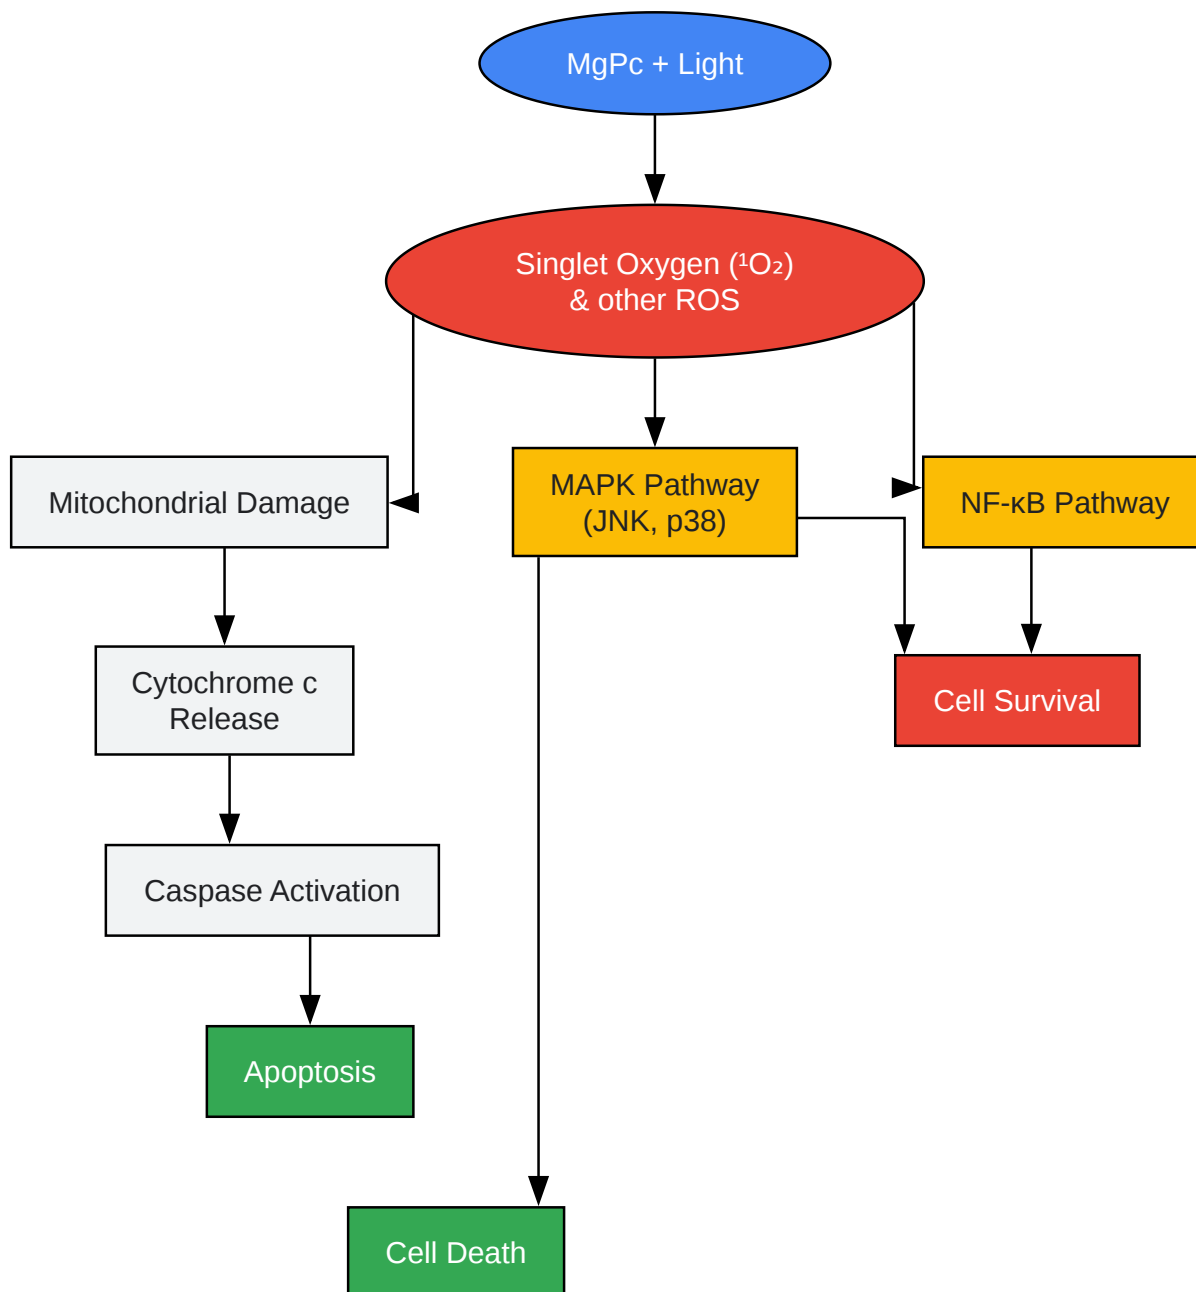 MgPc + Light
Singlet Oxygen (¹O₂)
& other ROS
Mitochondrial Damage
MAPK Pathway
(JNK, p38)
NF-κB Pathway
Cytochrome c
Release
Cell Survival
Caspase Activation
Apoptosis
Cell Death